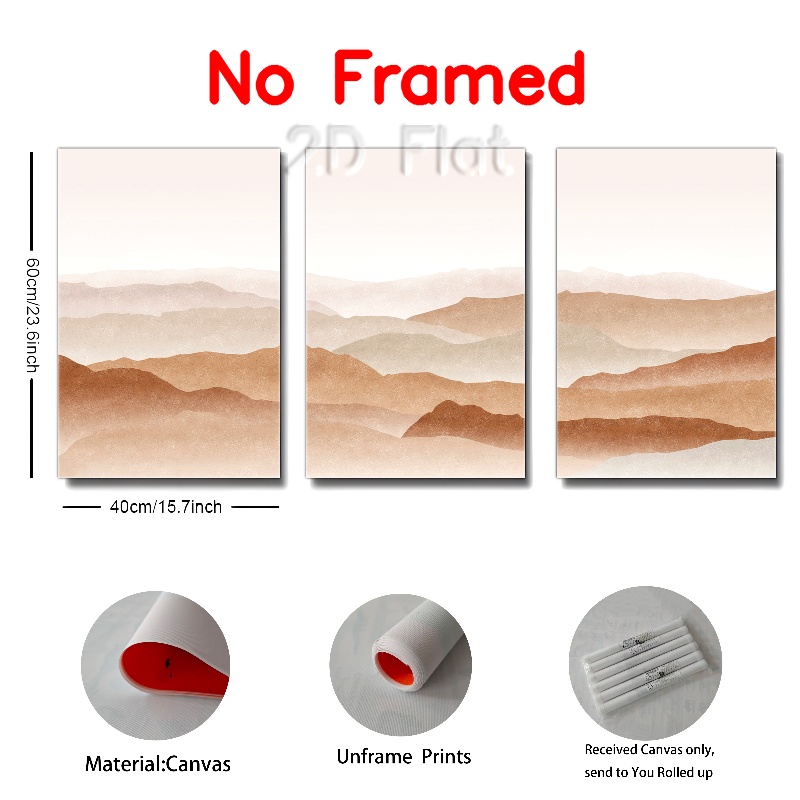 No Framed
2D Flat
60cm/23.6inch
40cm/15.7inch
Material:Canvas
Unframe Prints
Received Canvas only,
send to You Rolled up